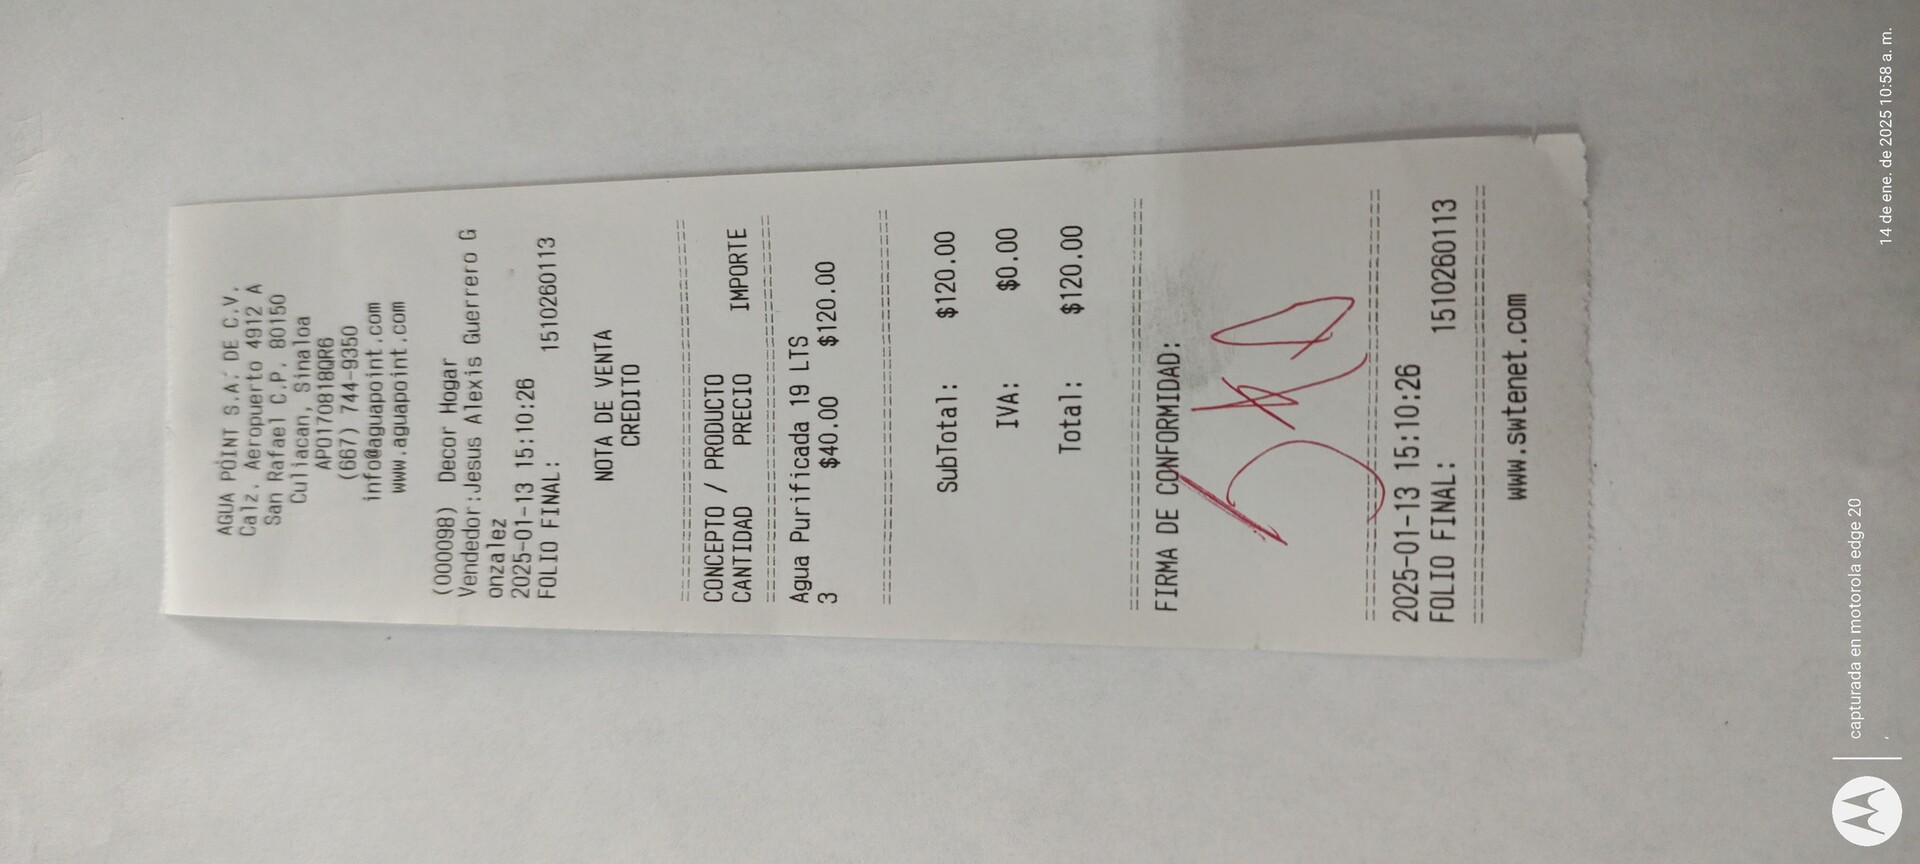 AGUA POINT S.A. DE C.V.
Calz. Aeropuerto 4912 A
San Rafael C.P. 80150
Culiacan, Sinaloa
APO170818QR6
(667) 744-9350
info@aguapoint.com
www.aguapoint.com
(000098) Decor Hogar
Vendedor:Jesus Alexis Guerrero G
onzalez
2025-01-13 15:10:26
FOLIO FINAL: 1510260113
NOTA DE VENTA
CREDITO
CONCEPTO / PRODUCTO
CANTIDAD PRECIO IMPORTE
Agua Purificada 19 LTS
3 $40.00 $120.00
SubTotal: $120.00
IVA: $0.00
Total: $120.00
FIRMA DE CONFORMIDAD:
2025-01-13 15:10:26
FOLIO FINAL: 1510260113
www.swtenet.com
capturada en motorola edge 20
,
14 de ene. de 2025 10:58 a. m.